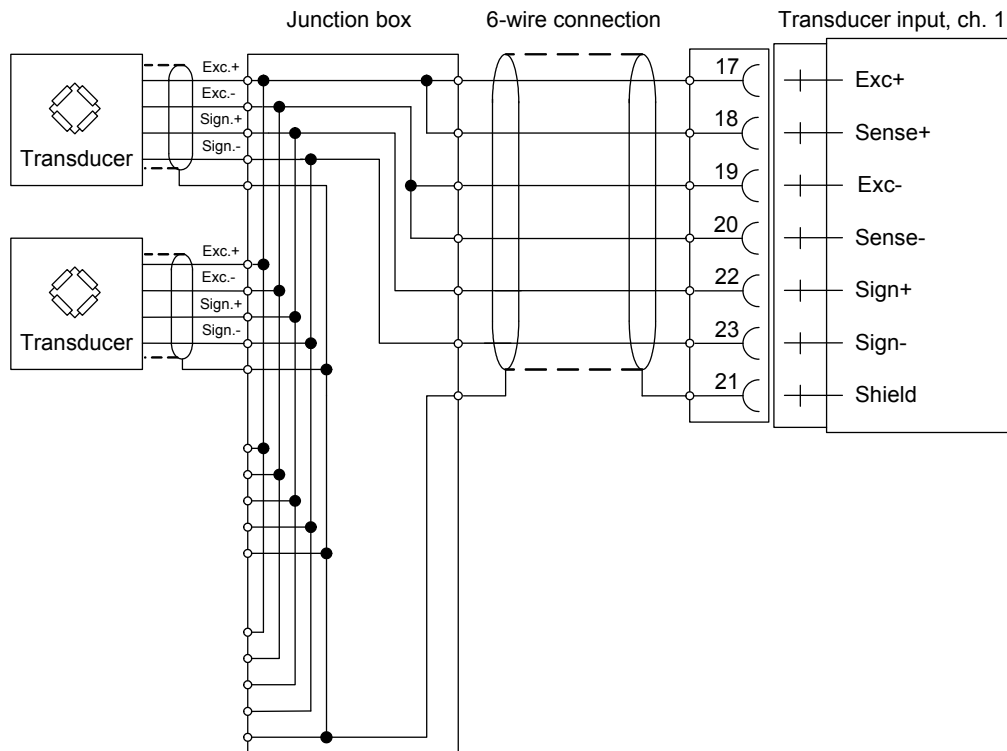 Junction box
6-wire connection
Transducer input, ch. 1
Exc.+
Exc.-
Sign.+
Sign.-
Transducer
17
Exc+
18
Sense+
19
Exc-
20
Sense-
22
Sign+
23
Sign-
21
Shield
Exc.+
Exc.-
Sign.+
Sign.-
Transducer